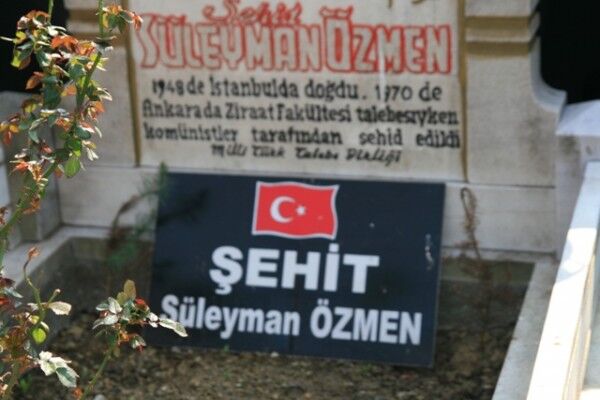 Şehid
SÜLEYMAN ÖZMEN
1948 de İstanbulda doğdu. 1970 de
Ankarada Ziraat Fakültesi talebesiyken
komünistler tarafından şehid edildi
Milli Türk Talebe Birliği
ŞEHİT
Süleyman ÖZMEN